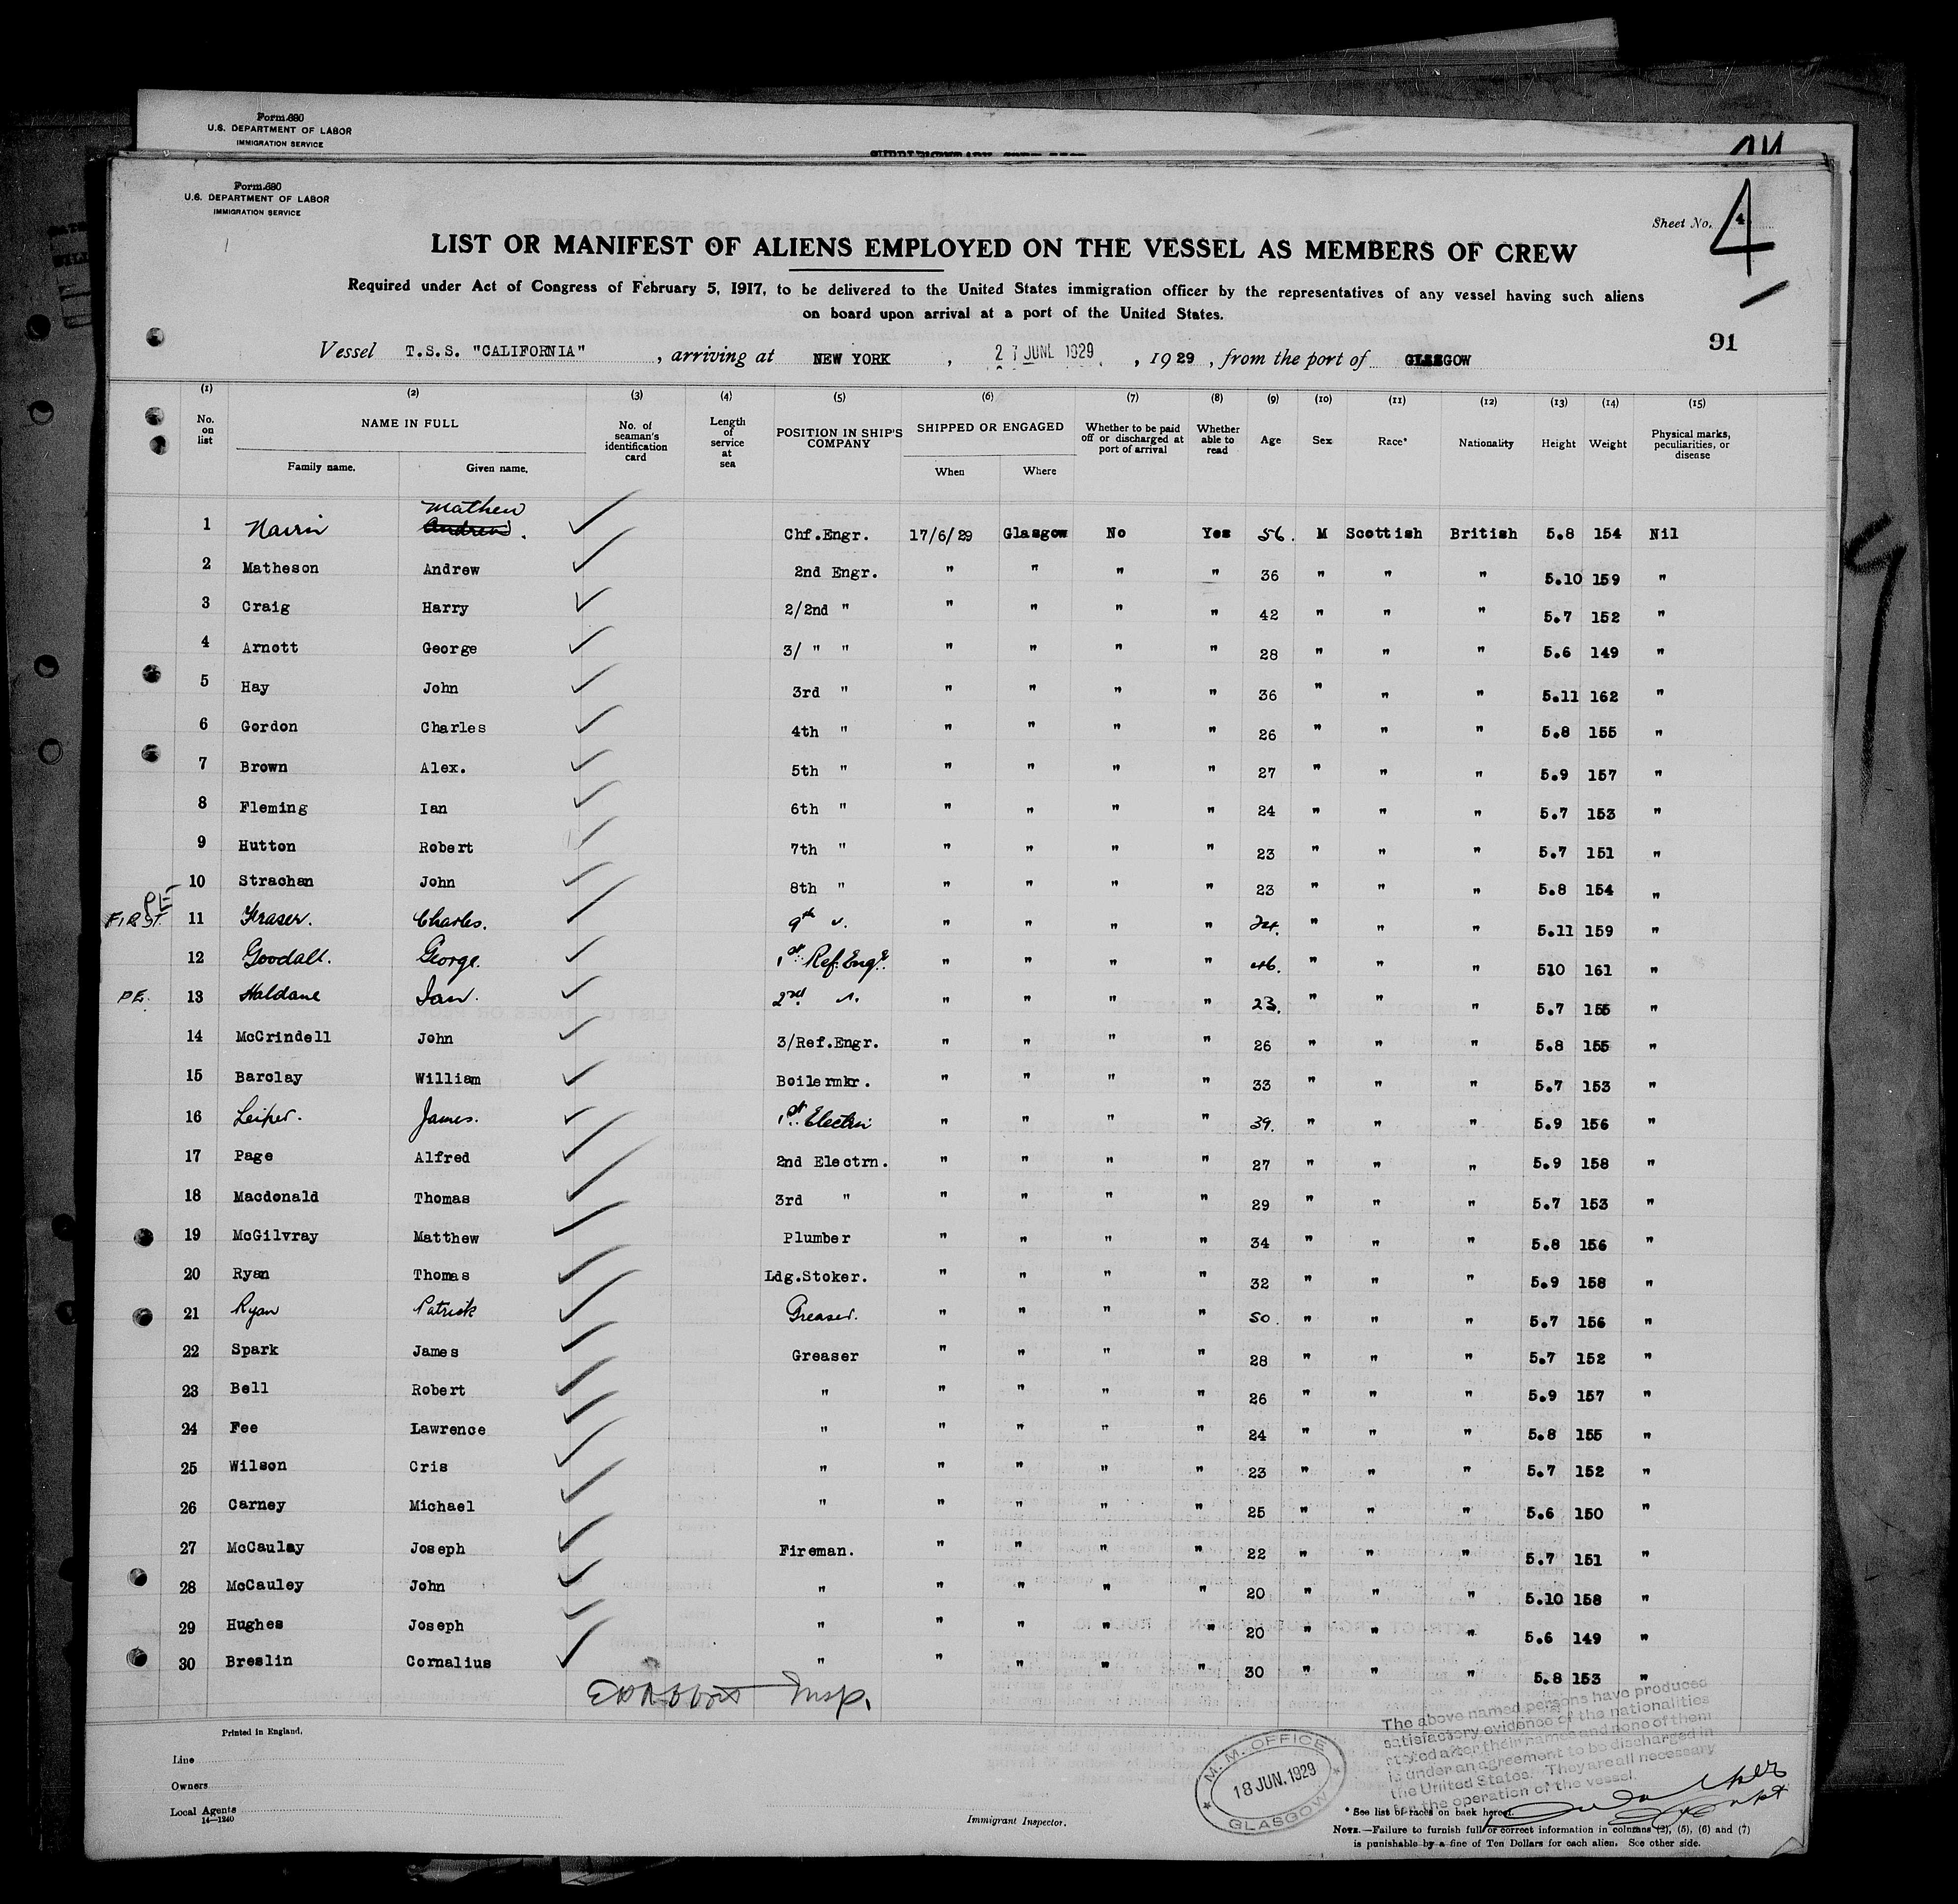 Form 680
U.S. DEPARTMENT OF LABOR
IMMIGRATION SERVICE
Form 680
U.S. DEPARTMENT OF LABOR
IMMIGRATION SERVICE
Sheet No. 4
4
LIST OR MANIFEST OF ALIENS EMPLOYED ON THE VESSEL AS MEMBERS OF CREW
Required under Act of Congress of February 5, 1917, to be delivered to the United States immigration officer by the representatives of any vessel having such aliens
on board upon arrival at a port of the United States.
91
Vessel T.S.S. "CALIFORNIA", arriving at NEW YORK, 27 JUNE 1929, 1929, from the port of GLASGOW
(1) (2) (3) (4) (5) (6) (7) (8) (9) (10) (11) (12) (13) (14) (15)
No. on list NAME IN FULL Family name. Given name. No. of seaman's identification card Length of service at sea POSITION IN SHIP'S COMPANY SHIPPED OR ENGAGED When Where Whether to be paid off or discharged at port of arrival Whether able to read Age Sex Race* Nationality Height Weight Physical marks, peculiarities, or disease
Mathew
1 Nairn Andrew. Chf.Engr. 17/6/29 Glasgow No Yes 56. M Scottish British 5.8 154 Nil
2 Matheson Andrew 2nd Engr. " " " " 36 " " " 5.10 159 "
3 Craig Harry 2/2nd " " " " " 42 " " " 5.7 152 "
4 Arnott George 3/ " " " " " " 28 " " " 5.6 149 "
5 Hay John 3rd " " " " " 36 " " " 5.11 162 "
6 Gordon Charles 4th " " " " " 26 " " " 5.8 155 "
7 Brown Alex. 5th " " " " " 27 " " " 5.9 157 "
8 Fleming Ian 6th " " " " " 24 " " " 5.7 153 "
9 Hutton Robert 7th " " " " " 23 " " " 5.7 151 "
10 Strachan John 8th " " " " " 23 " " " 5.8 154 "
PE
FIRST 11 Fraser. Charles. 9th " " " " " 24. " " " 5.11 159 "
12 Goodall. George. 1st Ref. Engr. " " " " 46. " " " 510 161 "
PE. 13 Haldane Ian. 2nd " " " " " 23. " " " 5.7 155 "
14 McCrindell John 3/Ref.Engr. " " " " 26 " " " 5.8 155 "
15 Barclay William Boilermkr. " " " " 33 " " " 5.7 153 "
16 Leiper. James. 1st Electrn " " " " 39. " " " 5.9 156 "
17 Page Alfred 2nd Electrn. " " " " 27 " " " 5.9 158 "
18 Macdonald Thomas 3rd " " " " " 29 " " " 5.7 153 "
19 McGilvray Matthew Plumber " " " " 34 " " " 5.8 156 "
20 Ryan Thomas Ldg.Stoker. " " " " 32 " " " 5.9 158 "
21 Ryan Patrick Greaser. " " " " 50. " " " 5.7 156 "
22 Spark James Greaser " " " " 28 " " " 5.7 152 "
23 Bell Robert " " " " " 26 " " " 5.9 157 "
24 Fee Lawrence " " " " " 24 " " " 5.8 155 "
25 Wilson Cris " " " " " 23 " " " 5.7 152 "
26 Carney Michael " " " " " 25 " " " 5.6 150 "
27 McCaulay Joseph Fireman. " " " " 22 " " " 5.7 151 "
28 McCauley John " " " " " 20 " " " 5.10 158 "
29 Hughes Joseph " " " " " 20 " " " 5.6 149 "
30 Breslin Cornalius " " " " " 30 " " " 5.8 153 "
Insp.
The above named persons have produced
satisfactory evidence of the nationalities
stated after their names and none of them
is under an agreement to be discharged in
the United States. They are all necessary
for the operation of the vessel.
Printed in England.
Line
Owners
Local Agents
14—1240
Immigrant Inspector.
M. M. OFFICE
18 JUN. 1929
GLASGOW
* See list of races on back hereof.
NOTE.—Failure to furnish full or correct information in columns (2), (5), (6) and (7)
is punishable by a fine of Ten Dollars for each alien. See other side.